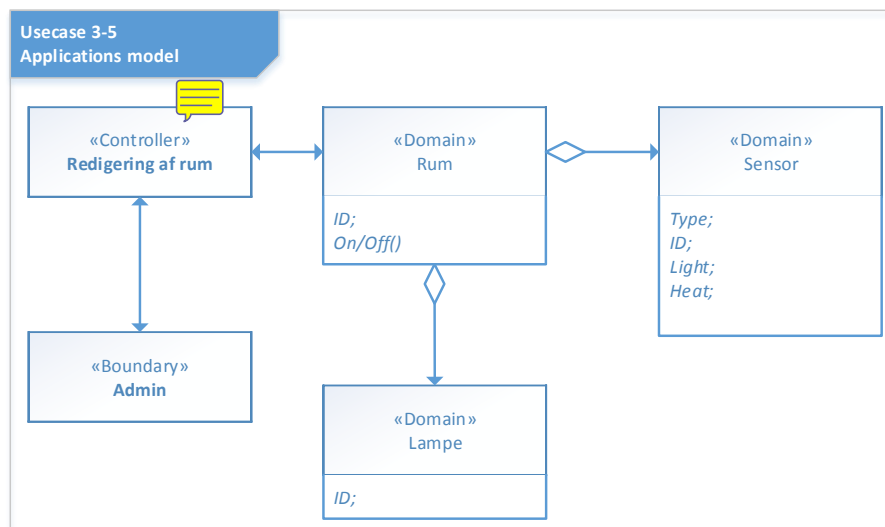 Usecase 3-5
Applications model
«Controller»
Redigering af rum
«Domain»
Rum
ID;
On/Off()
«Domain»
Sensor
Type;
ID;
Light;
Heat;
«Boundary»
Admin
«Domain»
Lampe
ID;